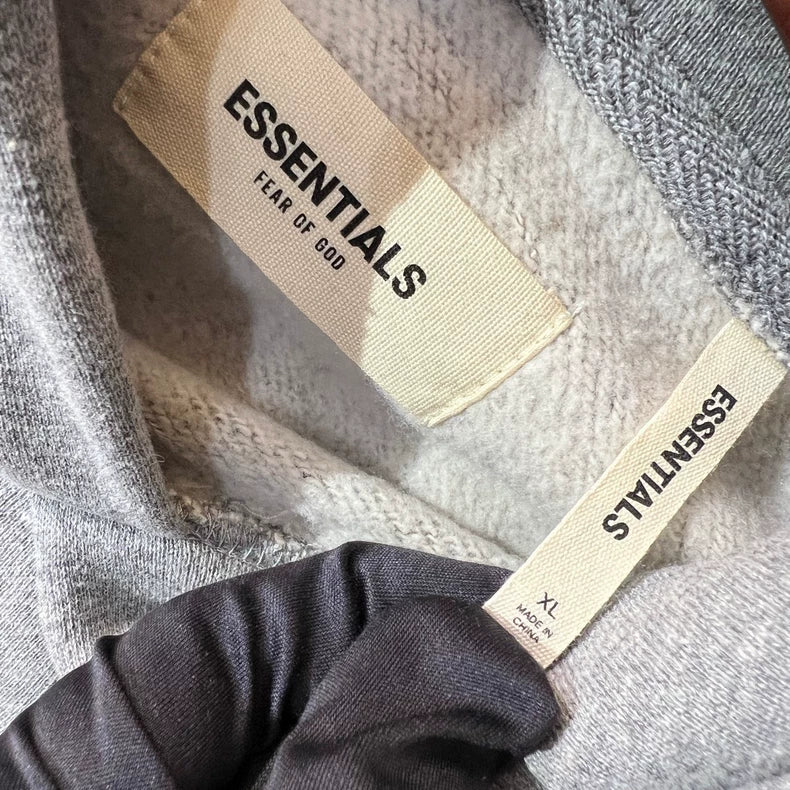 ESSENTIALS
FEAR OF GOD
ESSENTIALS
XL
MADE IN
CHINA